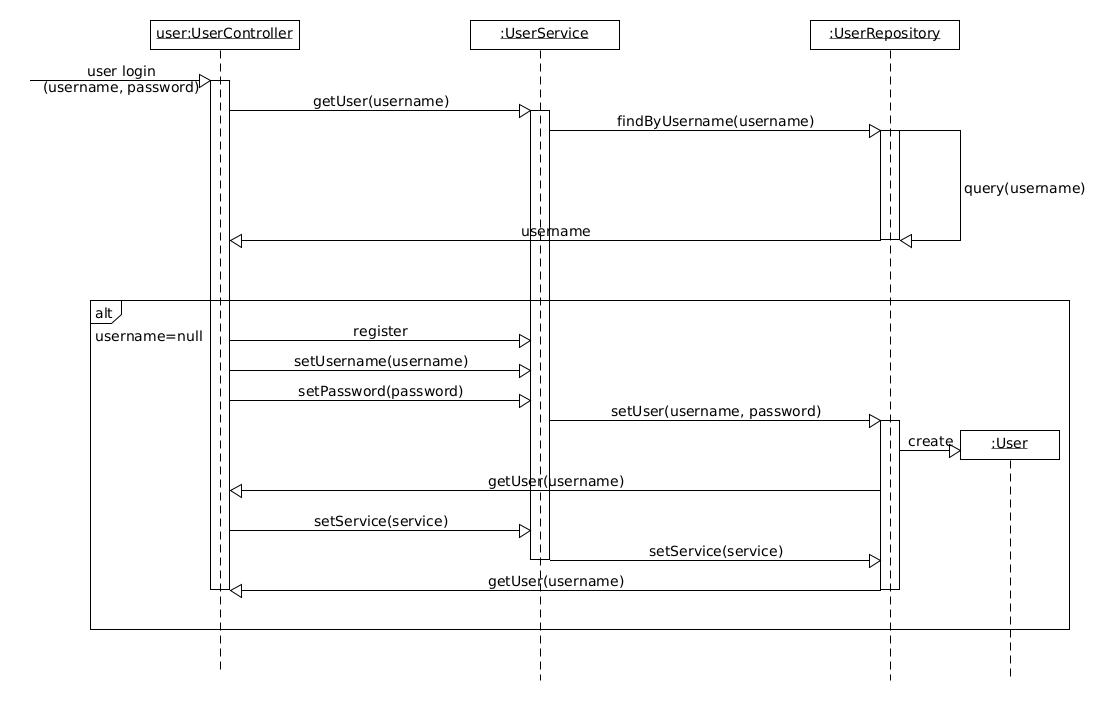 user:UserController
:UserService
:UserRepository
user login
(username, password)
getUser(username)
findByUsername(username)
query(username)
username
alt
username=null
register
setUsername(username)
setPassword(password)
setUser(username, password)
create
:User
getUser(username)
setService(service)
setService(service)
getUser(username)